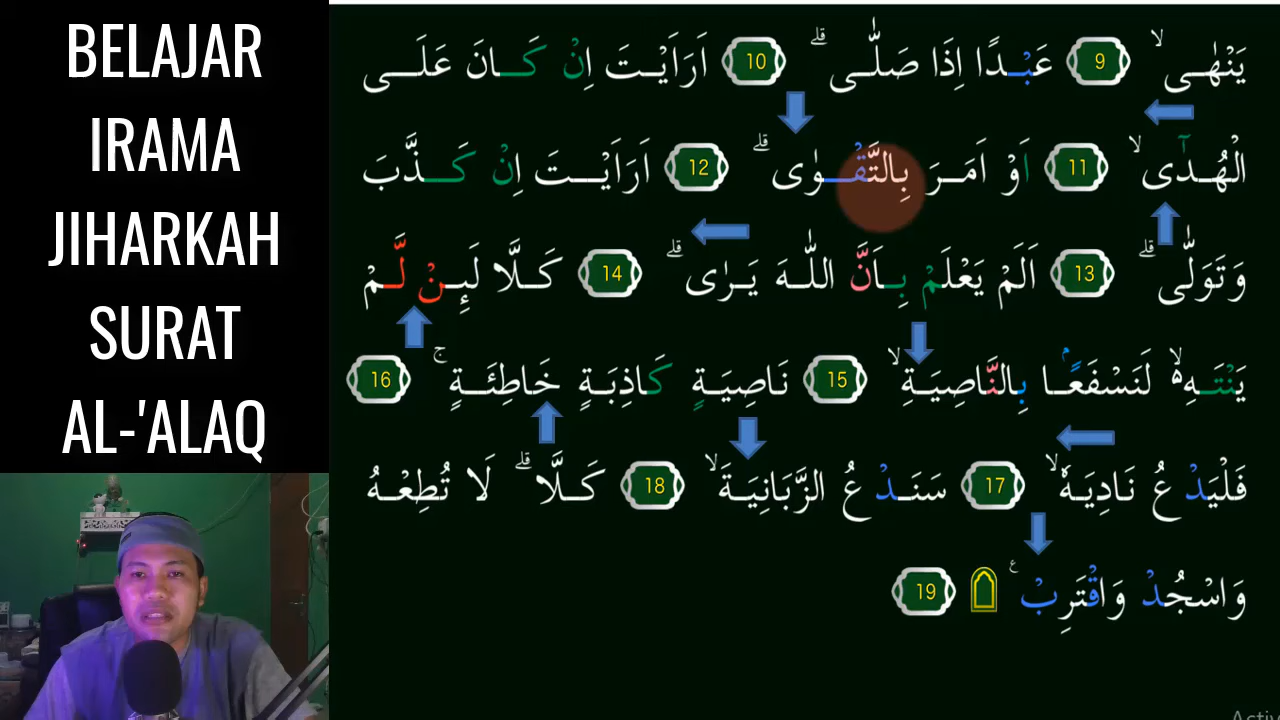 BELAJAR
IRAMA
JIHARKAH
SURAT
AL-'ALAQ
يَنْهٰىۙ 9 عَبْدًا اِذَا صَلّٰىۗ 10 اَرَاَيْتَ اِنْ كَانَ عَلَى
الْهُدٰٓىۙ 11 اَوْ اَمَرَ بِالتَّقْوٰىۗ 12 اَرَاَيْتَ اِنْ كَذَّبَ
وَتَوَلّٰىۗ 13 اَلَمْ يَعْلَمْ بِاَنَّ اللّٰهَ يَرٰىۗ 14 كَلَّا لَىِٕنْ لَّمْ
يَنْتَهِ ەۙ لَنَسْفَعًاۢ بِالنَّاصِيَةِۙ 15 نَاصِيَةٍ كَاذِبَةٍ خَاطِئَةٍۚ 16
فَلْيَدْعُ نَادِيَهٗۙ 17 سَنَدْعُ الزَّبَانِيَةَۙ 18 كَلَّاۗ لَا تُطِعْهُ
وَاسْجُدْ وَاقْتَرِبْ ࣖ ۩ 19